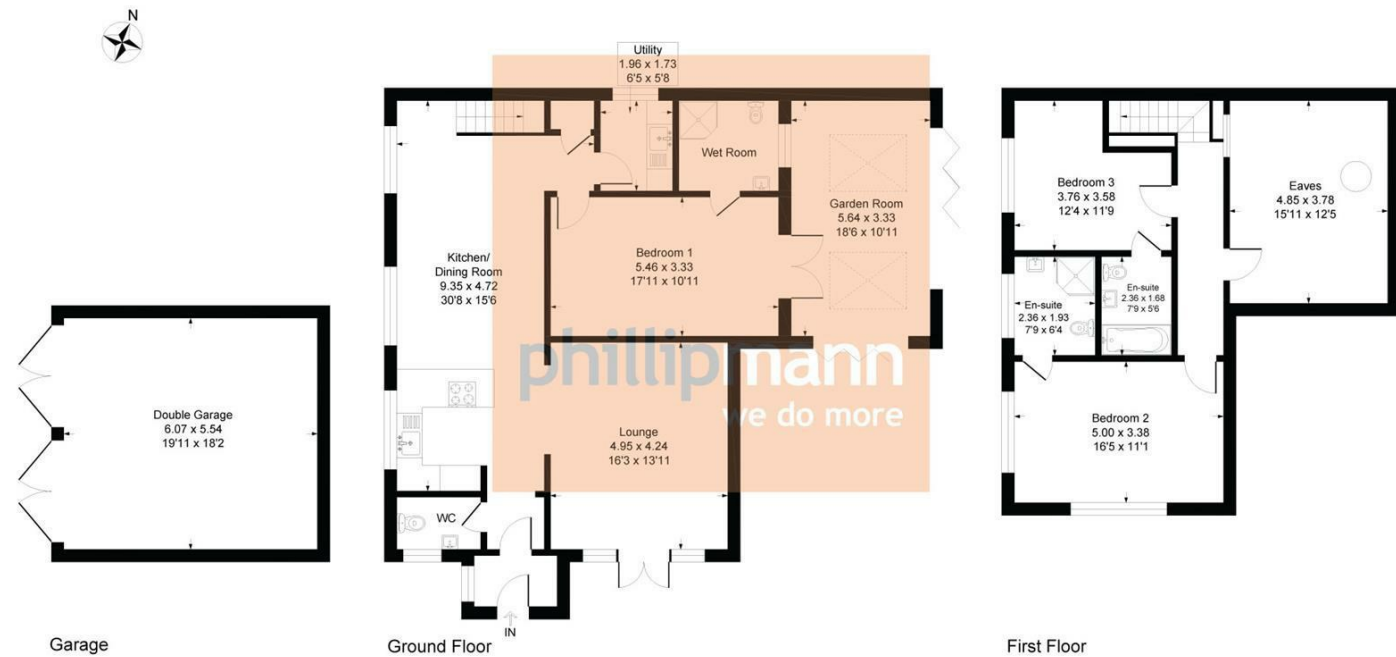 N
Utility
1.96 x 1.73
6'5 x 5'8
Wet Room
Garden Room
5.64 x 3.33
18'6 x 10'11
Bedroom 1
5.46 x 3.33
17'11 x 10'11
Kitchen/
Dining Room
9.35 x 4.72
30'8 x 15'6
Bedroom 3
3.76 x 3.58
12'4 x 11'9
Eaves
4.85 x 3.78
15'11 x 12'5
En-suite
2.36 x 1.93
7'9 x 6'4
En-suite
2.36 x 1.68
7'9 x 5'6
phillipmann
we do more
Double Garage
6.07 x 5.54
19'11 x 18'2
Lounge
4.95 x 4.24
16'3 x 13'11
Bedroom 2
5.00 x 3.38
16'5 x 11'1
WC
IN
Garage
Ground Floor
First Floor